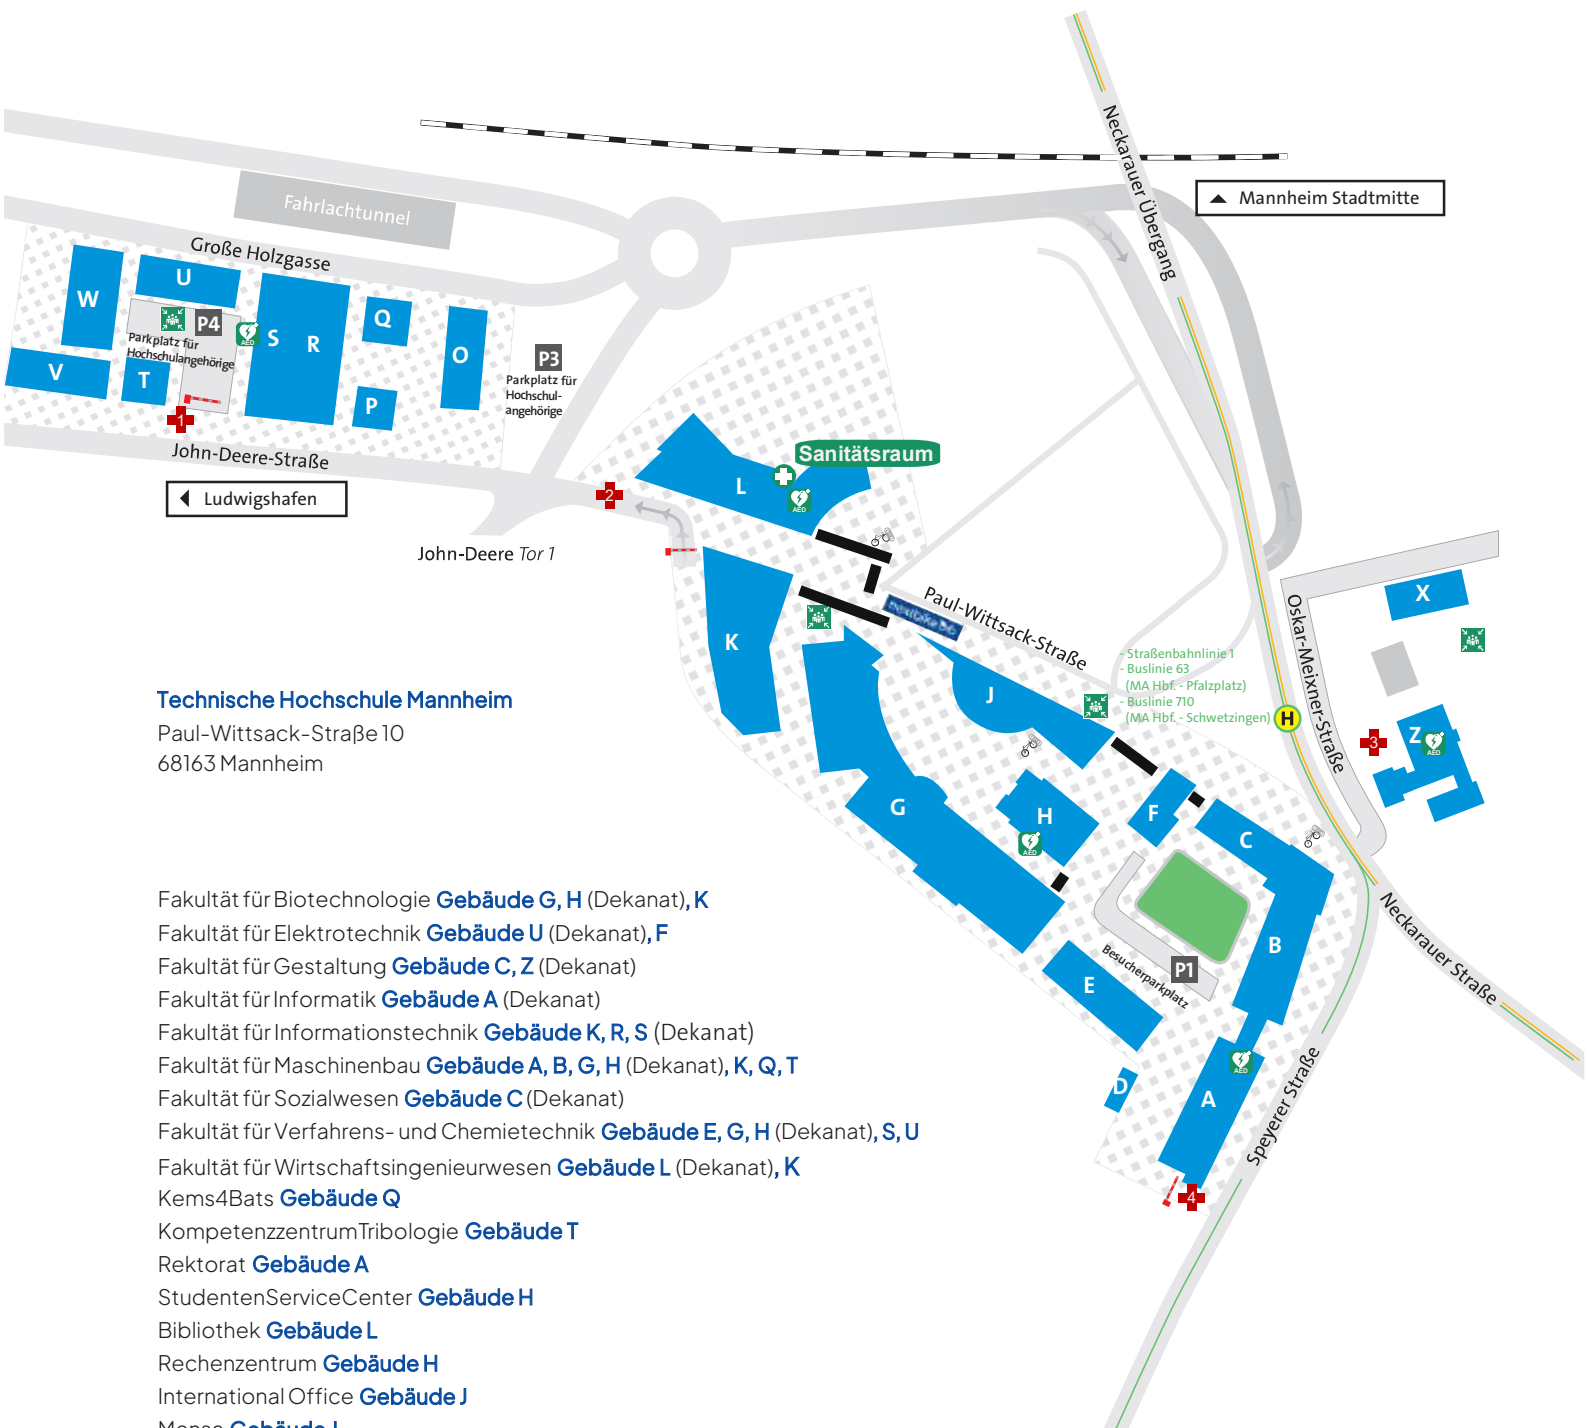 Neckarauer Übergang
Mannheim Stadtmitte
Fahrlachtunnel
Große Holzgasse
W
U
P4
Parkplatz für
Hochschulangehörige
AED
S
R
Q
O
V
T
P
1
P3
Parkplatz für
Hochschul-
angehörige
John-Deere-Straße
Ludwigshafen
Sanitätsraum
L
AED
2
John-Deere Tor 1
K
Paul-Wittsack-Straße
Oskar-Meixner-Straße
X
- Straßenbahnlinie 1
- Buslinie 63
(MA Hbf. - Pfalzplatz)
- Buslinie 710
(MA Hbf. - Schwetzingen)
H
J
3
Z
AED
G
H
AED
F
C
B
Besucherparkplatz
P1
E
Neckarauer Straße
D
A
AED
Speyerer Straße
4
Technische Hochschule Mannheim
Paul-Wittsack-Straße 10
68163 Mannheim
Fakultät für Biotechnologie Gebäude G, H (Dekanat), K
Fakultät für Elektrotechnik Gebäude U (Dekanat), F
Fakultät für Gestaltung Gebäude C, Z (Dekanat)
Fakultät für Informatik Gebäude A (Dekanat)
Fakultät für Informationstechnik Gebäude K, R, S (Dekanat)
Fakultät für Maschinenbau Gebäude A, B, G, H (Dekanat), K, Q, T
Fakultät für Sozialwesen Gebäude C (Dekanat)
Fakultät für Verfahrens- und Chemietechnik Gebäude E, G, H (Dekanat), S, U
Fakultät für Wirtschaftsingenieurwesen Gebäude L (Dekanat), K
Kems4Bats Gebäude Q
KompetenzzentrumTribologie Gebäude T
Rektorat Gebäude A
StudentenServiceCenter Gebäude H
Bibliothek Gebäude L
Rechenzentrum Gebäude H
International Office Gebäude J